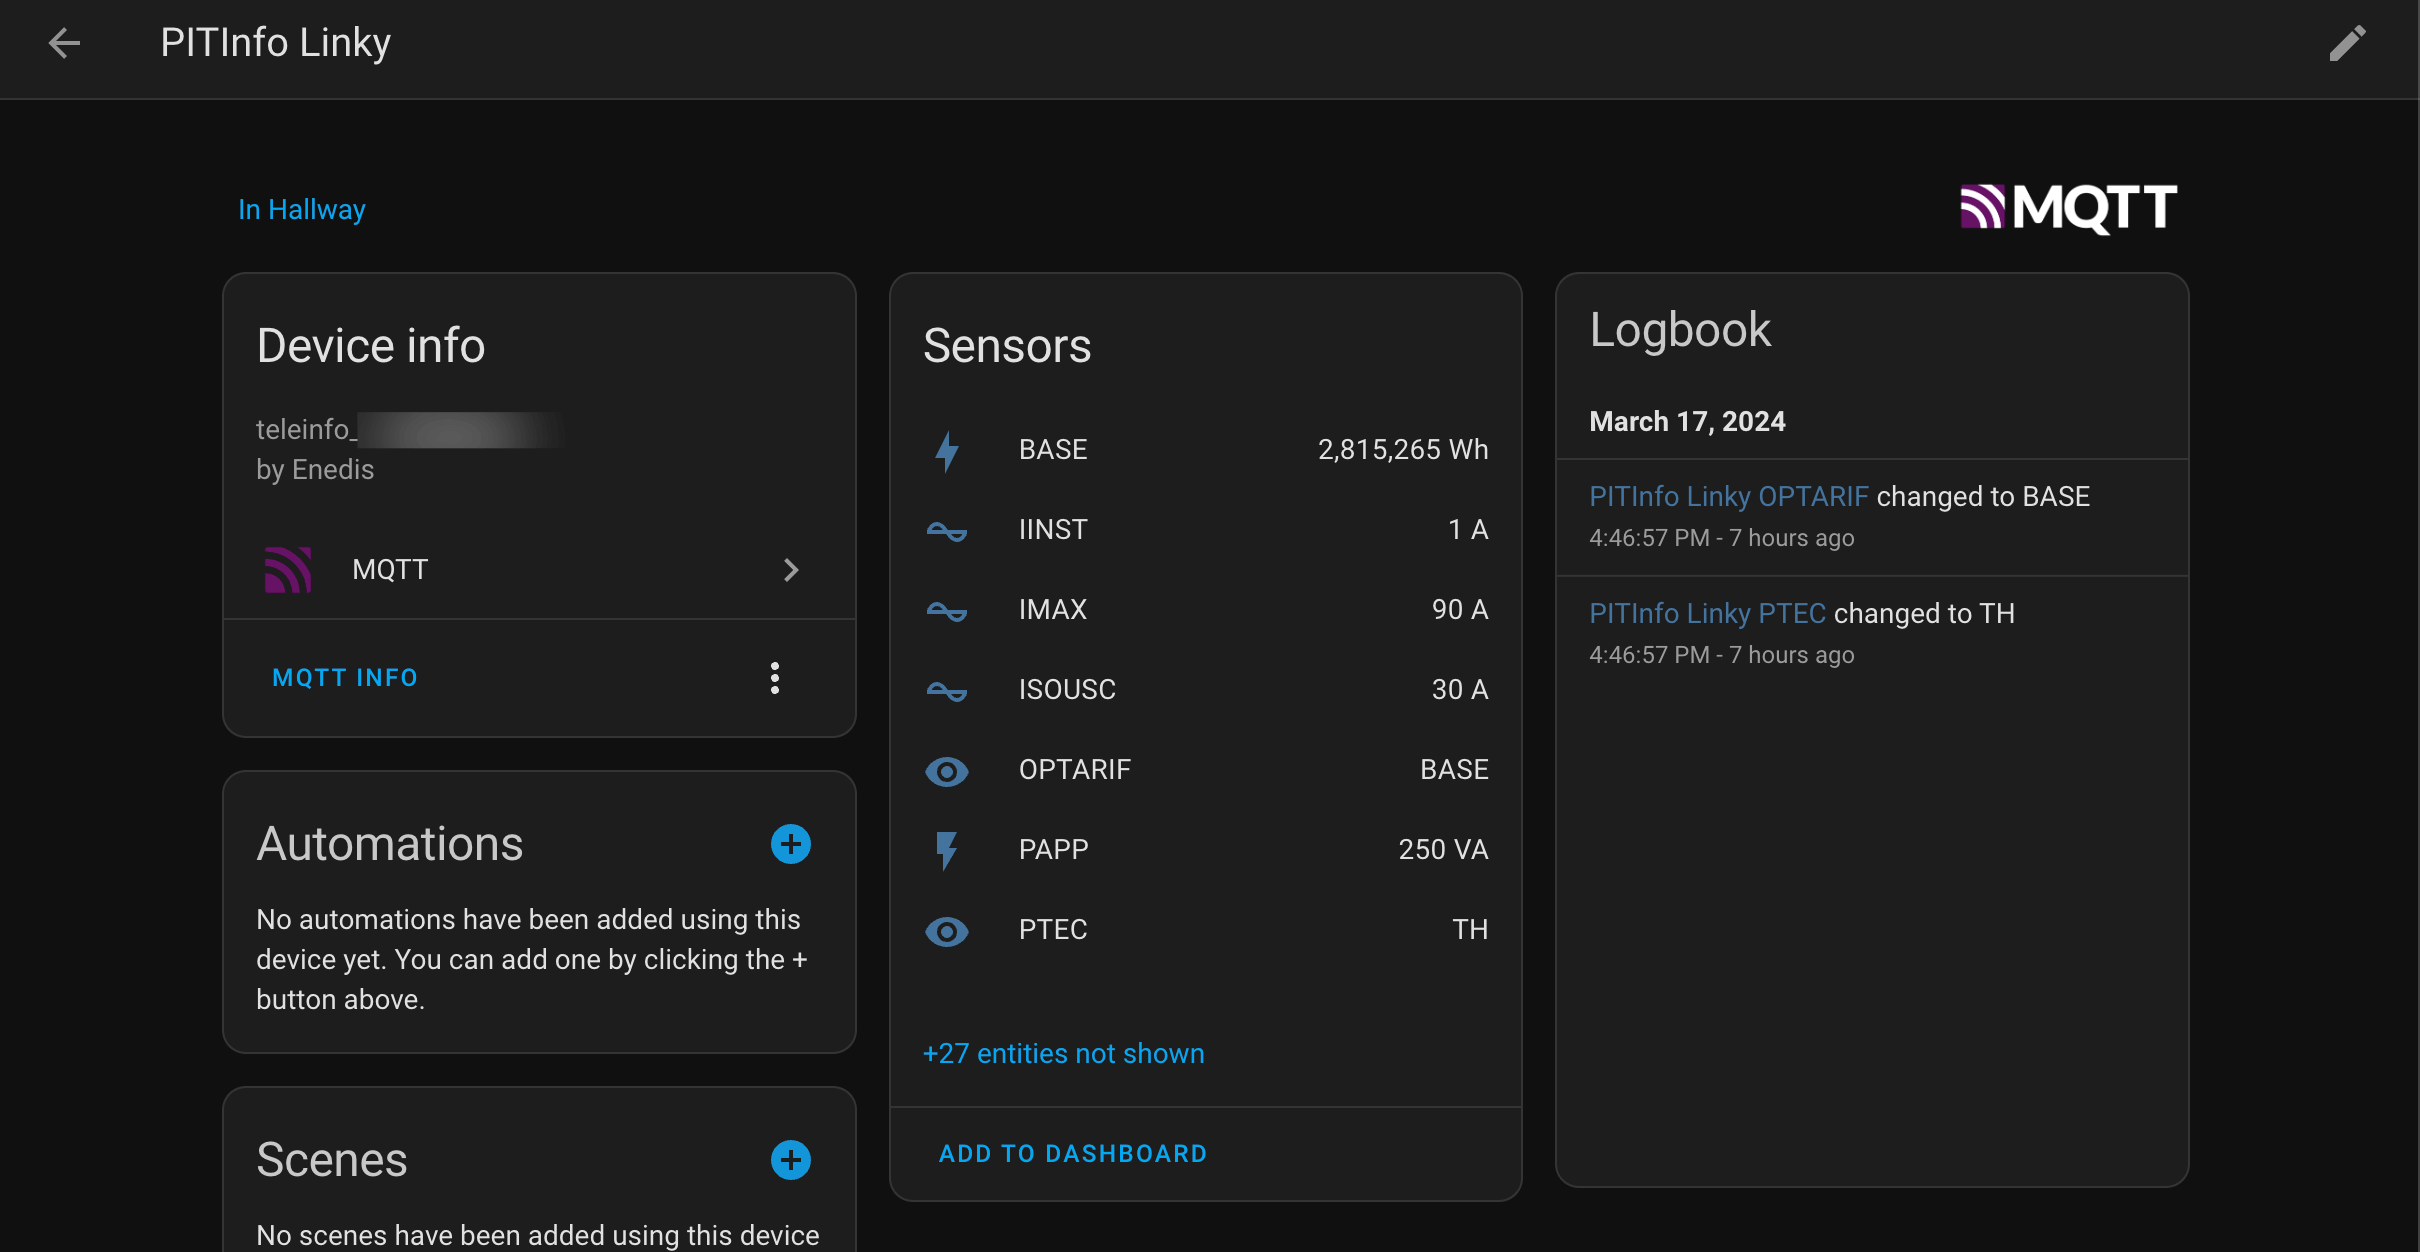 PITInfo Linky
In Hallway
MQTT
Device info
teleinfo_
by Enedis
MQTT
MQTT INFO
Automations
No automations have been added using this
device yet. You can add one by clicking the +
button above.
Scenes
No scenes have been added using this device
Sensors
BASE 2,815,265 Wh
IINST 1 A
IMAX 90 A
ISOUSC 30 A
OPTARIF BASE
PAPP 250 VA
PTEC TH
+27 entities not shown
ADD TO DASHBOARD
Logbook
March 17, 2024
PITInfo Linky OPTARIF changed to BASE
4:46:57 PM - 7 hours ago
PITInfo Linky PTEC changed to TH
4:46:57 PM - 7 hours ago